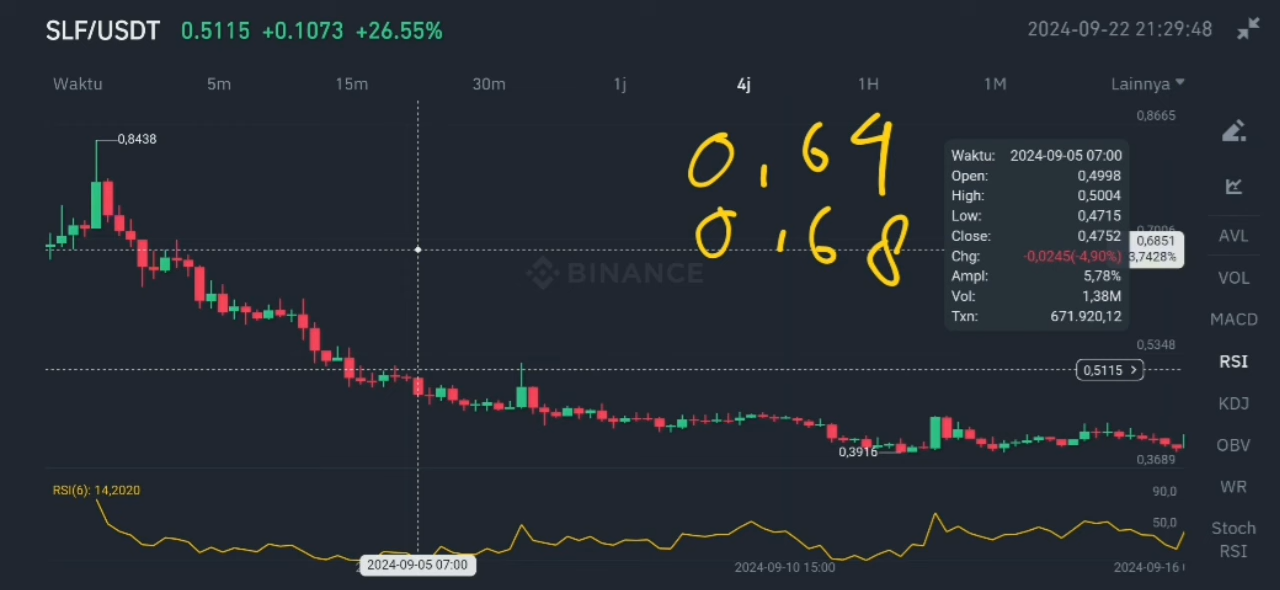 SLF/USDT 0.5115 +0.1073 +26.55% 2024-09-22 21:29:48
Waktu 5m 15m 30m 1j 4j 1H 1M Lainnya
0,8665
0,8438
0,64
0,68
Waktu: 2024-09-05 07:00
Open: 0,4998
High: 0,5004
Low: 0,4715
Close: 0,4752
Chg: -0,0245(-4,90%)
Ampl: 5,78%
Vol: 1,38M
Txn: 671.920,12
0,6851
3,7428%
BINANCE
0,5348
0,5115
0,3916
0,3689
RSI(6): 14,2020
90,0
50,0
2024-09-05 07:00
2024-09-10 15:00
2024-09-16
AVL
VOL
MACD
RSI
KDJ
OBV
WR
Stoch
RSI